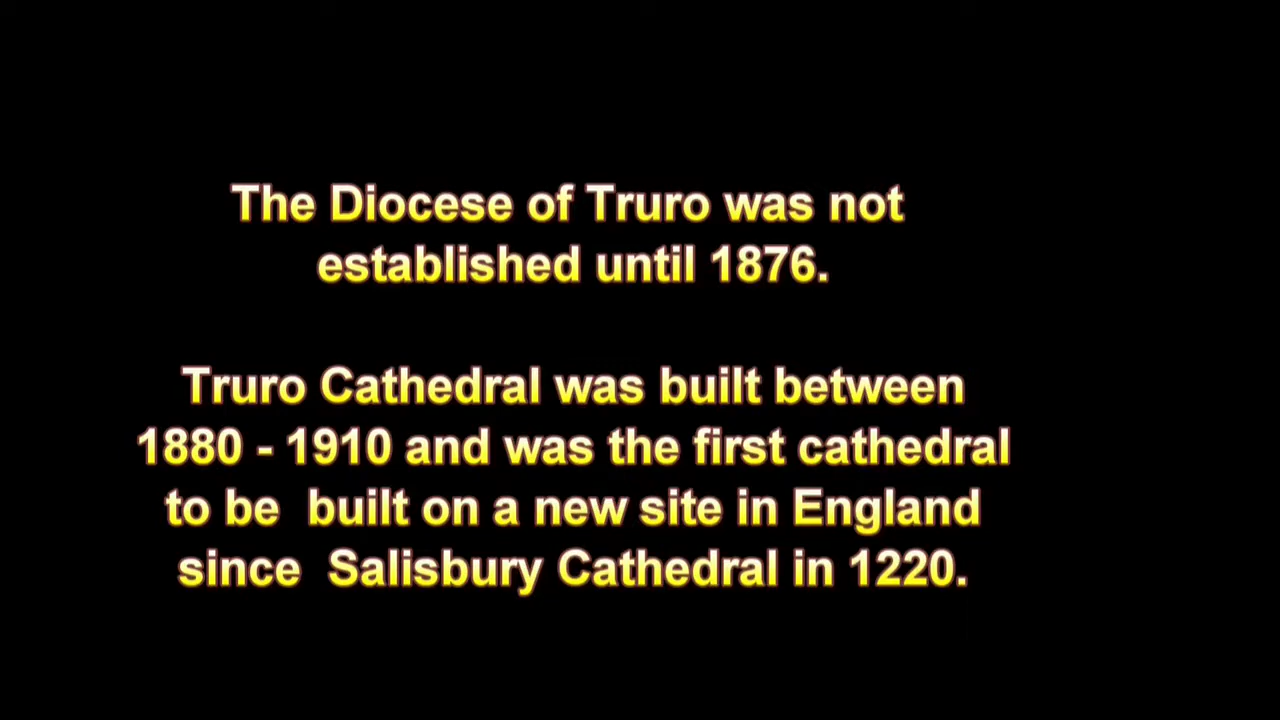 The Diocese of Truro was not
established until 1876.
Truro Cathedral was built between
1880 - 1910 and was the first cathedral
to be  built on a new site in England
since  Salisbury Cathedral in 1220.